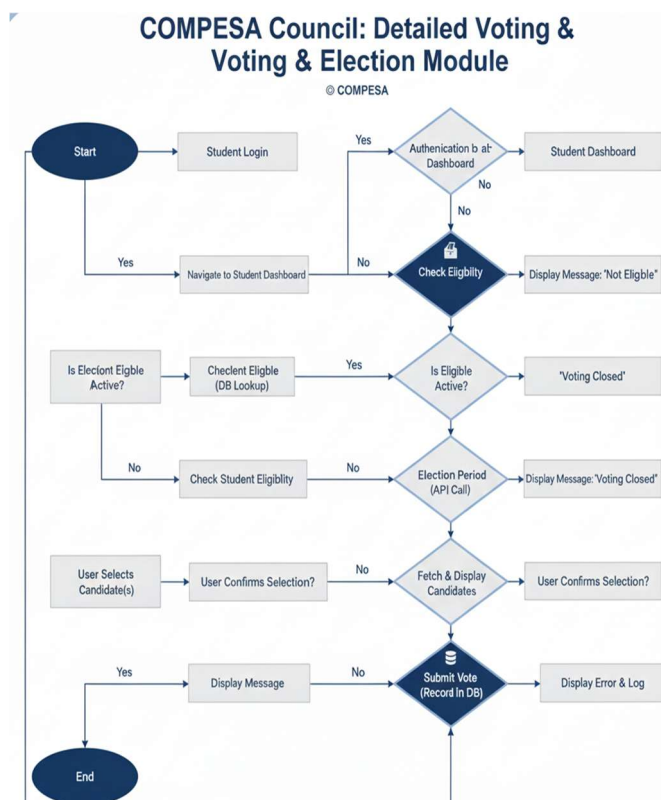 COMPESA Council: Detailed Voting &
Voting & Election Module
© COMPESA
Start
Student Login
Yes
Authenication b at·
Dashboard
Student Dashboard
No
No
Yes
Navigate to Student Dashboard
No
Check Eligbilty
Display Message: "Not Eligble"
Is Election Eigble
Active?
Checlent Eligble
(DB Lookup)
Yes
Is Eligible
Active?
"Voting Closed"
No
Check Student Eligiblity
No
Election Period
(API Call)
Display Message: "Voting Closed"
User Selects
Candidate(s)
User Confirms Selection?
No
Fetch & Display
Candidates
User Confirms Selection?
Yes
Display Message
No
Submit Vote
(Record in DB)
Display Error & Log
End